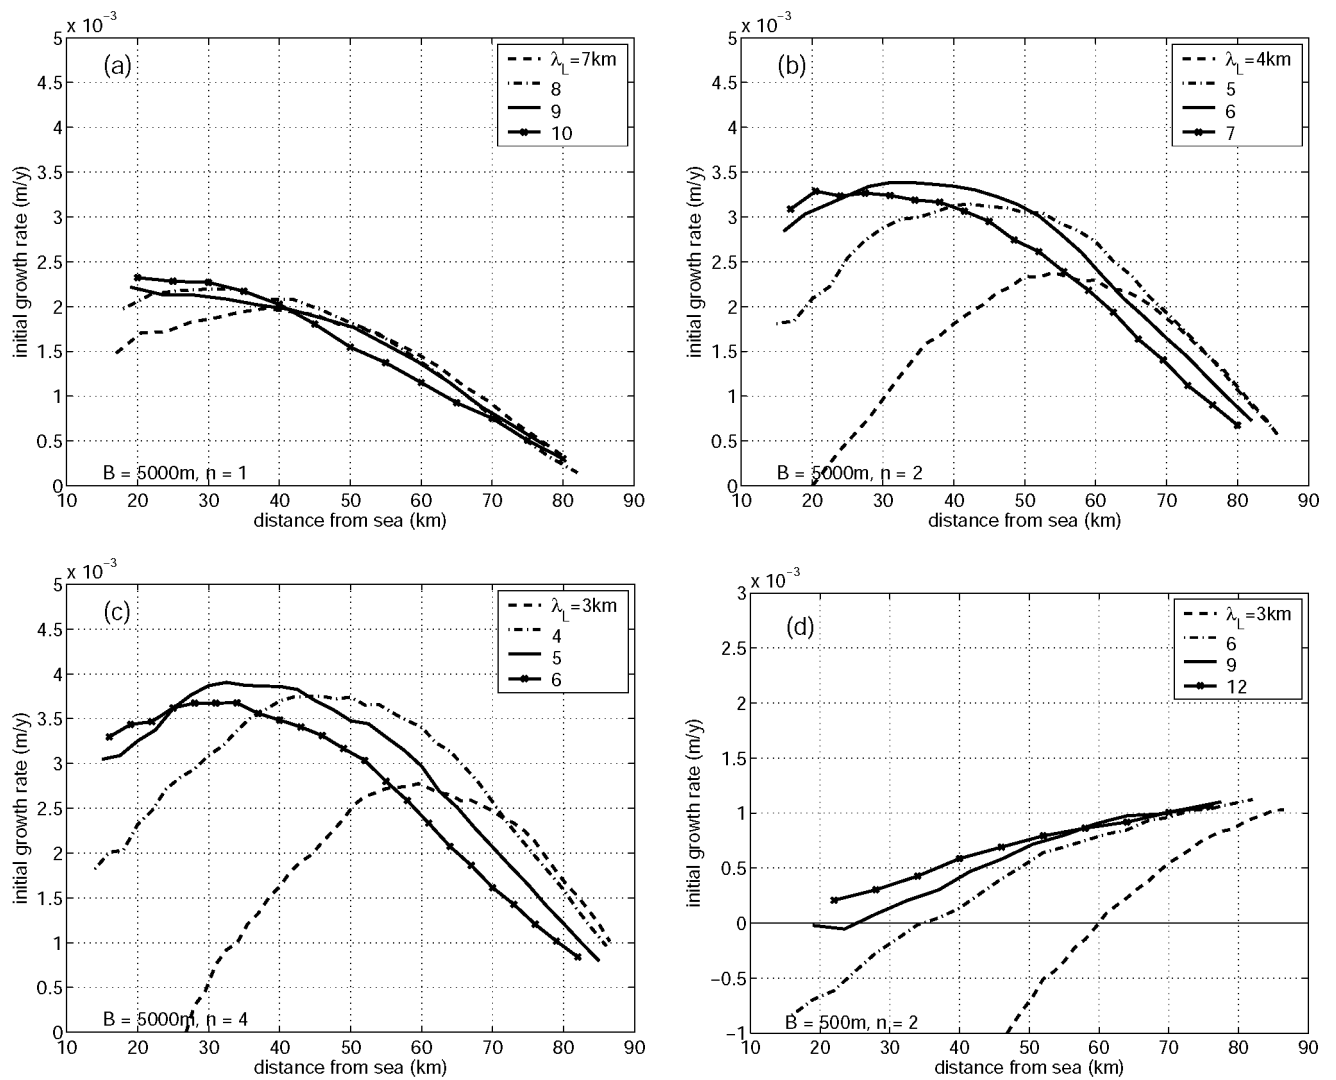 x 10⁻³
(a)
λ_L=7km
8
9
10
5
4.5
4
3.5
3
2.5
2
1.5
1
0.5
0
initial growth rate (m/y)
B = 5000m, n = 1
10 20 30 40 50 60 70 80 90
distance from sea (km)
x 10⁻³
(b)
λ_L=4km
5
6
7
5
4.5
4
3.5
3
2.5
2
1.5
1
0.5
0
initial growth rate (m/y)
B = 5000m, n = 2
10 20 30 40 50 60 70 80 90
distance from sea (km)
x 10⁻³
(c)
λ_L=3km
4
5
6
5
4.5
4
3.5
3
2.5
2
1.5
1
0.5
0
initial growth rate (m/y)
B = 5000m, n = 4
10 20 30 40 50 60 70 80 90
distance from sea (km)
x 10⁻³
(d)
λ_L=3km
6
9
12
3
2.5
2
1.5
1
0.5
0
−0.5
−1
initial growth rate (m/y)
B = 500m, n = 2
10 20 30 40 50 60 70 80 90
distance from sea (km)